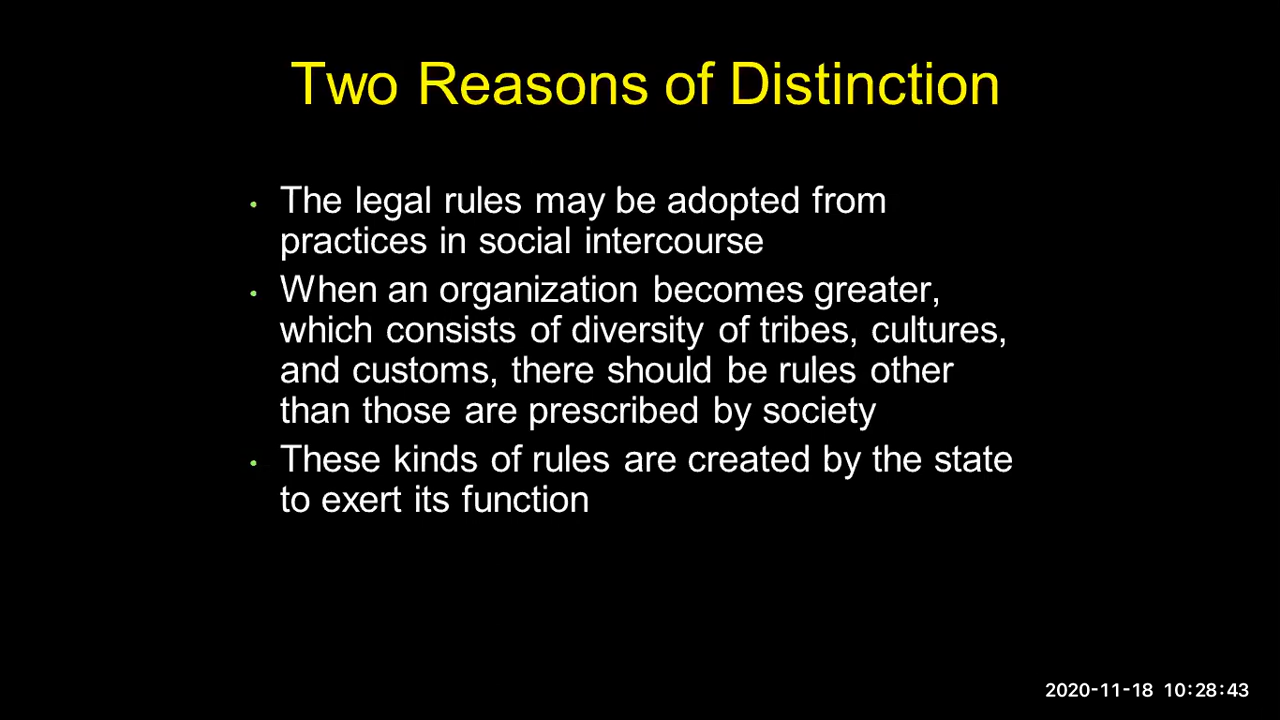 Two Reasons of Distinction
• The legal rules may be adopted from
practices in social intercourse
• When an organization becomes greater,
which consists of diversity of tribes, cultures,
and customs, there should be rules other
than those are prescribed by society
• These kinds of rules are created by the state
to exert its function
2020-11-18 10:28:43